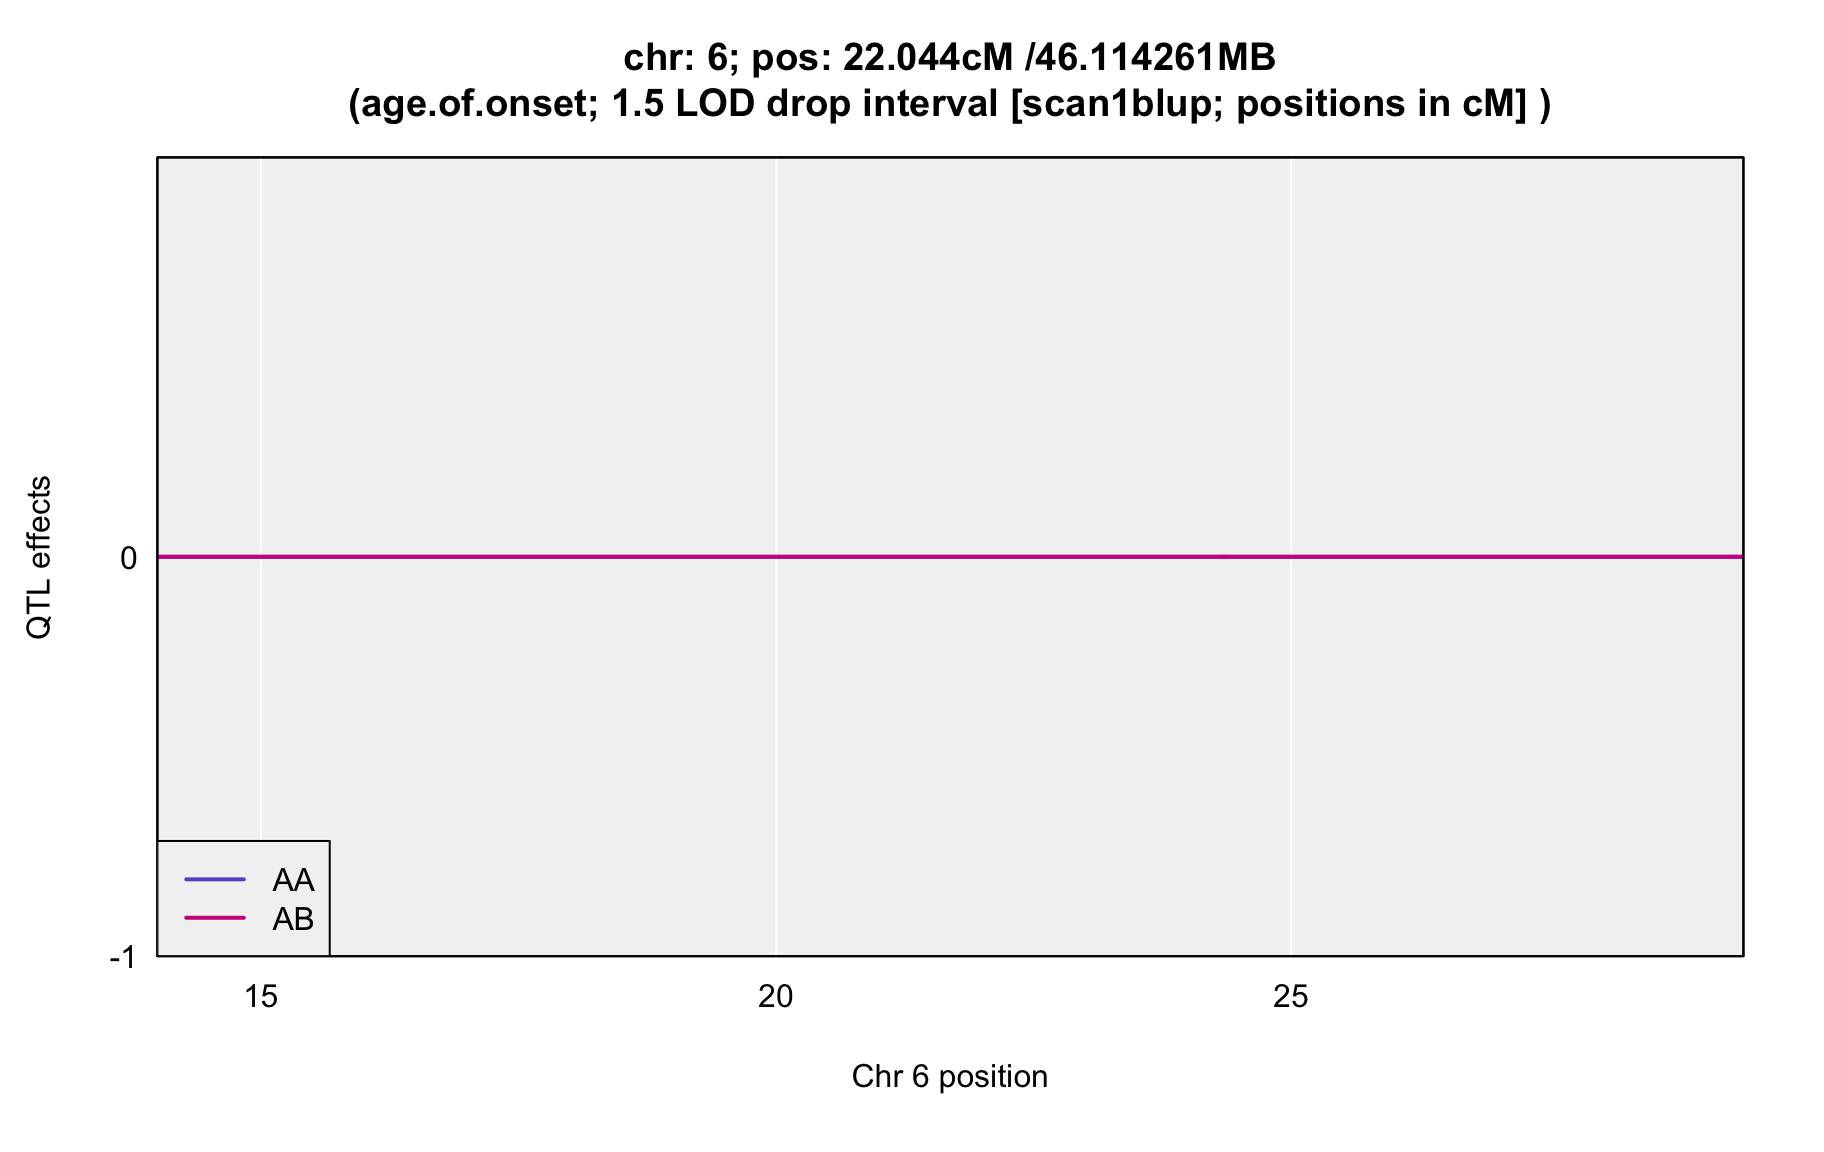 chr: 6; pos: 22.044cM /46.114261MB
(age.of.onset; 1.5 LOD drop interval [scan1blup; positions in cM] )
QTL effects
0
-1
AA
AB
15 20 25
Chr 6 position